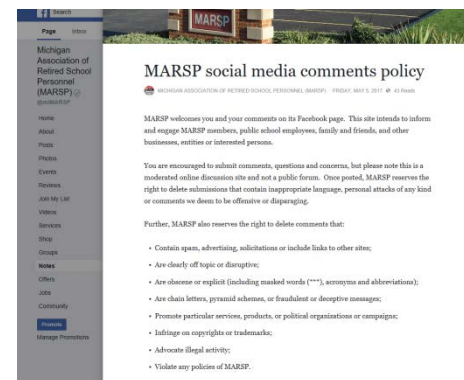 Search
MARSP
Page Inbox
Michigan
Association of
Retired School
Personnel
(MARSP)
@miMARSP
Home
About
Posts
Photos
Events
Reviews
Join My List
Videos
Services
Shop
Groups
Notes
Offers
Jobs
Community
Promote
Manage Promotions
MARSP social media comments policy
MICHIGAN ASSOCIATION OF RETIRED SCHOOL PERSONNEL (MARSP) · FRIDAY, MAY 5, 2017 · 43 Reads
MARSP welcomes you and your comments on its Facebook page. This site intends to inform
and engage MARSP members, public school employees, family and friends, and other
businesses, entities or interested persons.
You are encouraged to submit comments, questions and concerns, but please note this is a
moderated online discussion site and not a public forum. Once posted, MARSP reserves the
right to delete submissions that contain inappropriate language, personal attacks of any kind
or comments we deem to be offensive or disparaging.
Further, MARSP also reserves the right to delete comments that:
• Contain spam, advertising, solicitations or include links to other sites;
• Are clearly off topic or disruptive;
• Are obscene or explicit (including masked words (***), acronyms and abbreviations);
• Are chain letters, pyramid schemes, or fraudulent or deceptive messages;
• Promote particular services, products, or political organizations or campaigns;
• Infringe on copyrights or trademarks;
• Advocate illegal activity;
• Violate any policies of MARSP.